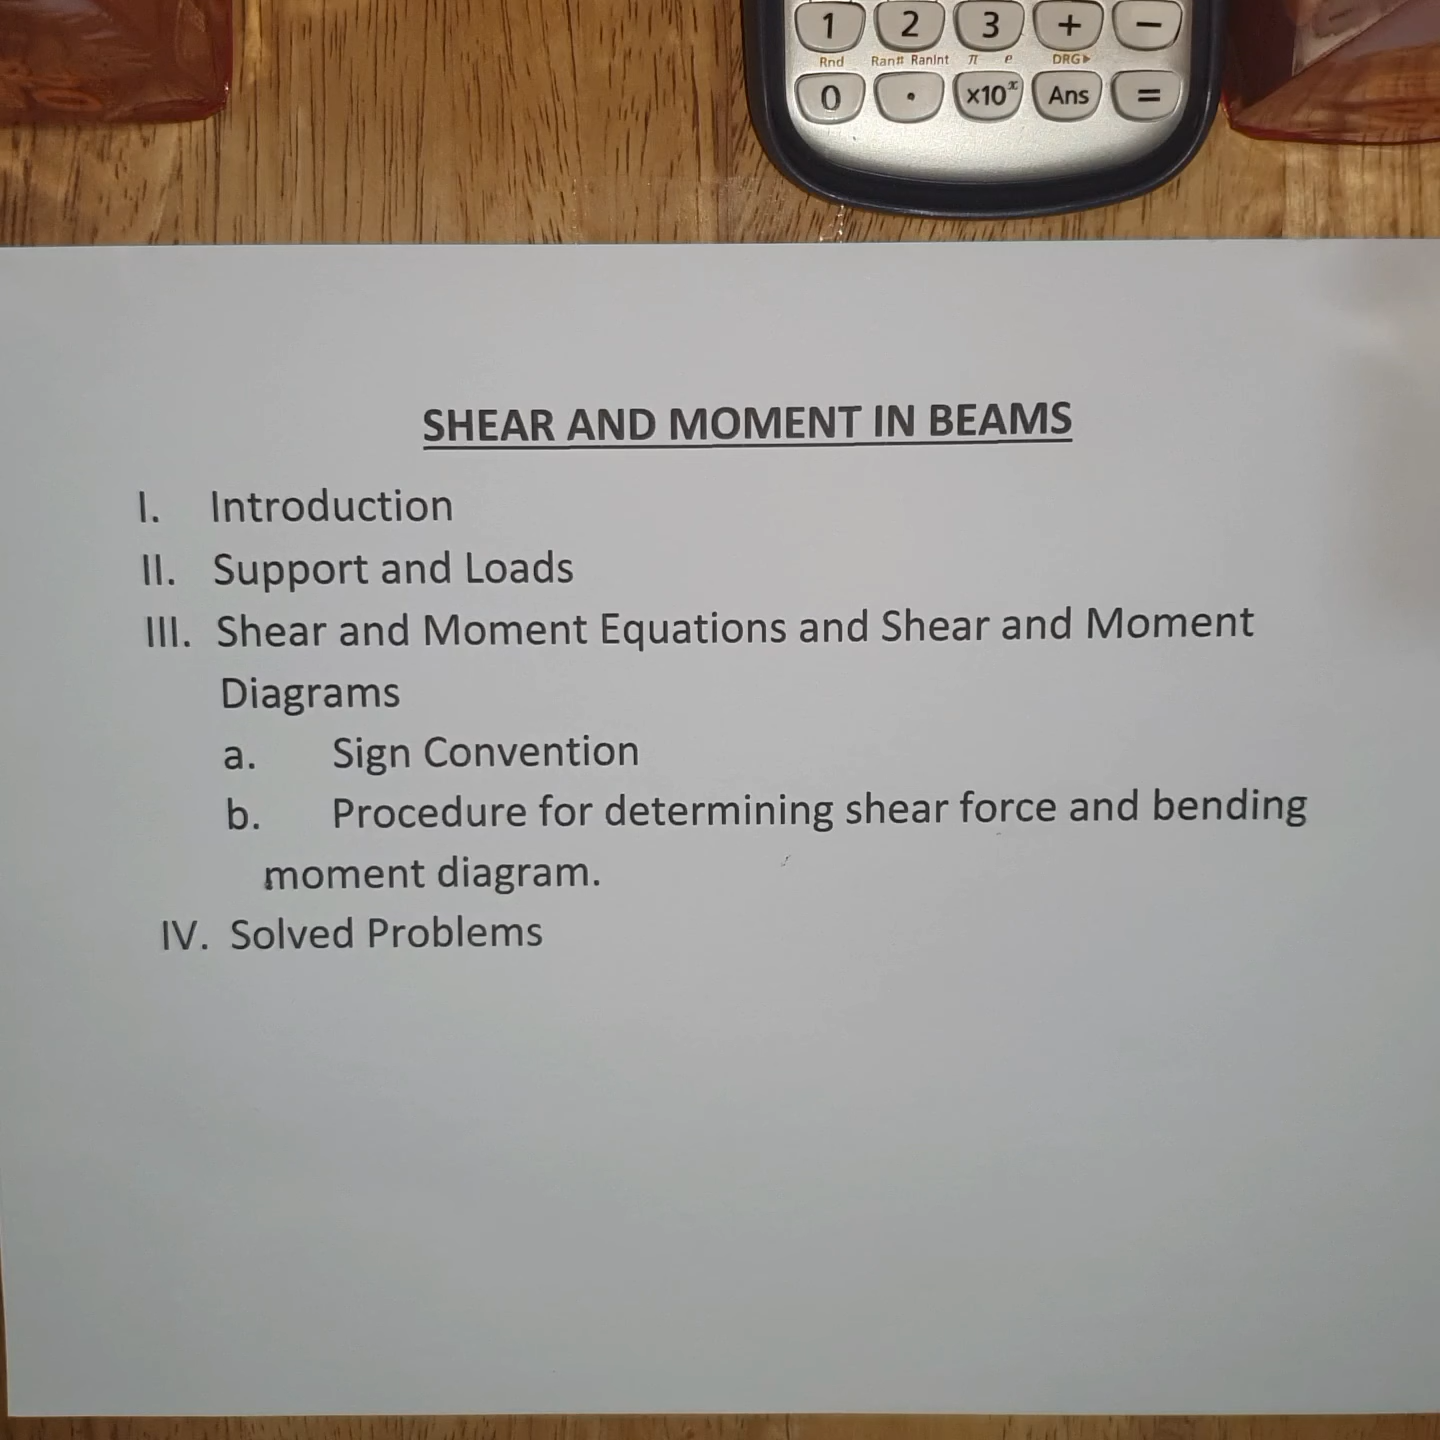 1 2 3 + −
Rnd Ran# RanInt π e DRG▶
0 • ×10ˣ Ans =
SHEAR AND MOMENT IN BEAMS
I. Introduction
II. Support and Loads
III. Shear and Moment Equations and Shear and Moment
Diagrams
a. Sign Convention
b. Procedure for determining shear force and bending
moment diagram.
IV. Solved Problems